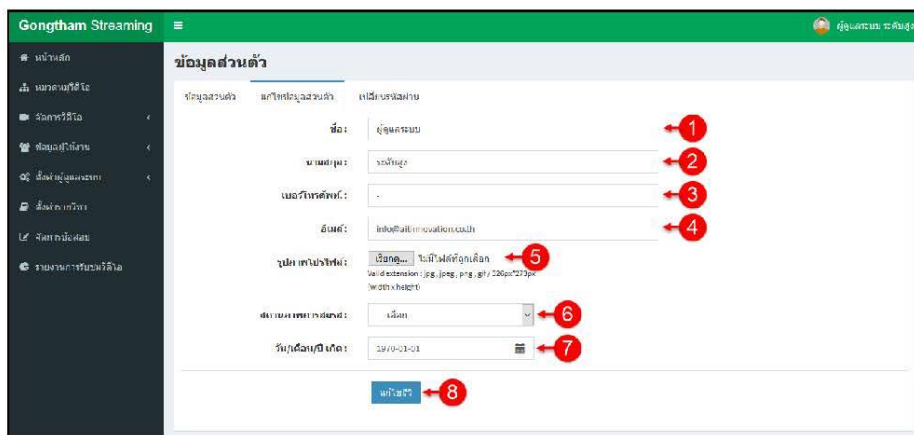 Gongtham Streaming
ผู้ดูแลระบบ ระดับสูง
หน้าหลัก
หมวดหมู่วีดีโอ
จัดการวีดีโอ
ข้อมูลผู้ใช้งาน
ตั้งค่าผู้ดูแลระบบ
ตั้งค่ารายวิชา
จัดการข้อสอบ
รายงานการรับชมวีดีโอ
ข้อมูลส่วนตัว
ข้อมูลส่วนตัว แก้ไขข้อมูลส่วนตัว เปลี่ยนรหัสผ่าน
ชื่อ : ผู้ดูแลระบบ 1
นามสกุล : ระดับสูง 2
เบอร์โทรศัพท์ : - 3
อีเมล์ : info@altinnovation.co.th 4
รูปภาพโปรไฟล์ : เรียกดู... ไม่มีไฟล์ที่ถูกเลือก 5
Valid extension : jpg, jpeg, png, gif / 226px*273px
(width x height)
สถานภาพการสมรส : เลือก 6
วัน/เดือน/ปี เกิด : 1970-01-01 7
8